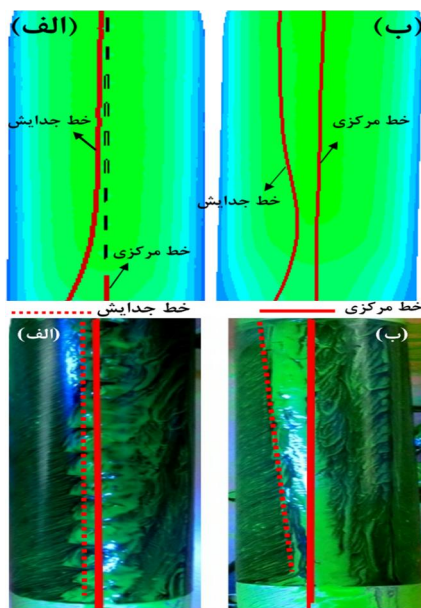 (الف)
(ب)
خط جدایش
خط مرکزی
خط مرکزی
خط جدایش
خط جدایش
خط مرکزی
(الف)
(ب)